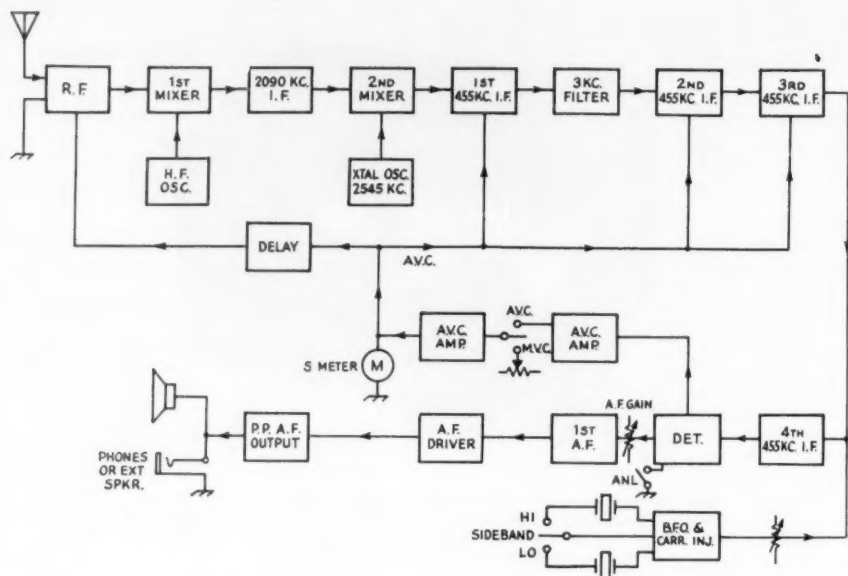 R.F.
1ST
MIXER
2090 KC.
I.F.
2ND
MIXER
1ST
455KC. I.F.
3KC.
FILTER
2ND
455KC. I.F.
3RD
455KC. I.F.
H.F.
OSC.
XTAL OSC.
2545 KC.
DELAY
A.V.C.
A.V.C.
AMP.
A.V.C.
M.V.C.
A.V.C.
AMP.
S METER
M
A.F. GAIN
P.P. A.F.
OUTPUT
A.F.
DRIVER
1ST
A.F.
DET.
4TH
455KC. I.F.
PHONES
OR EXT
SPKR.
ANL
HI
SIDEBAND
LO
B.F.O. &
CARR. INJ.